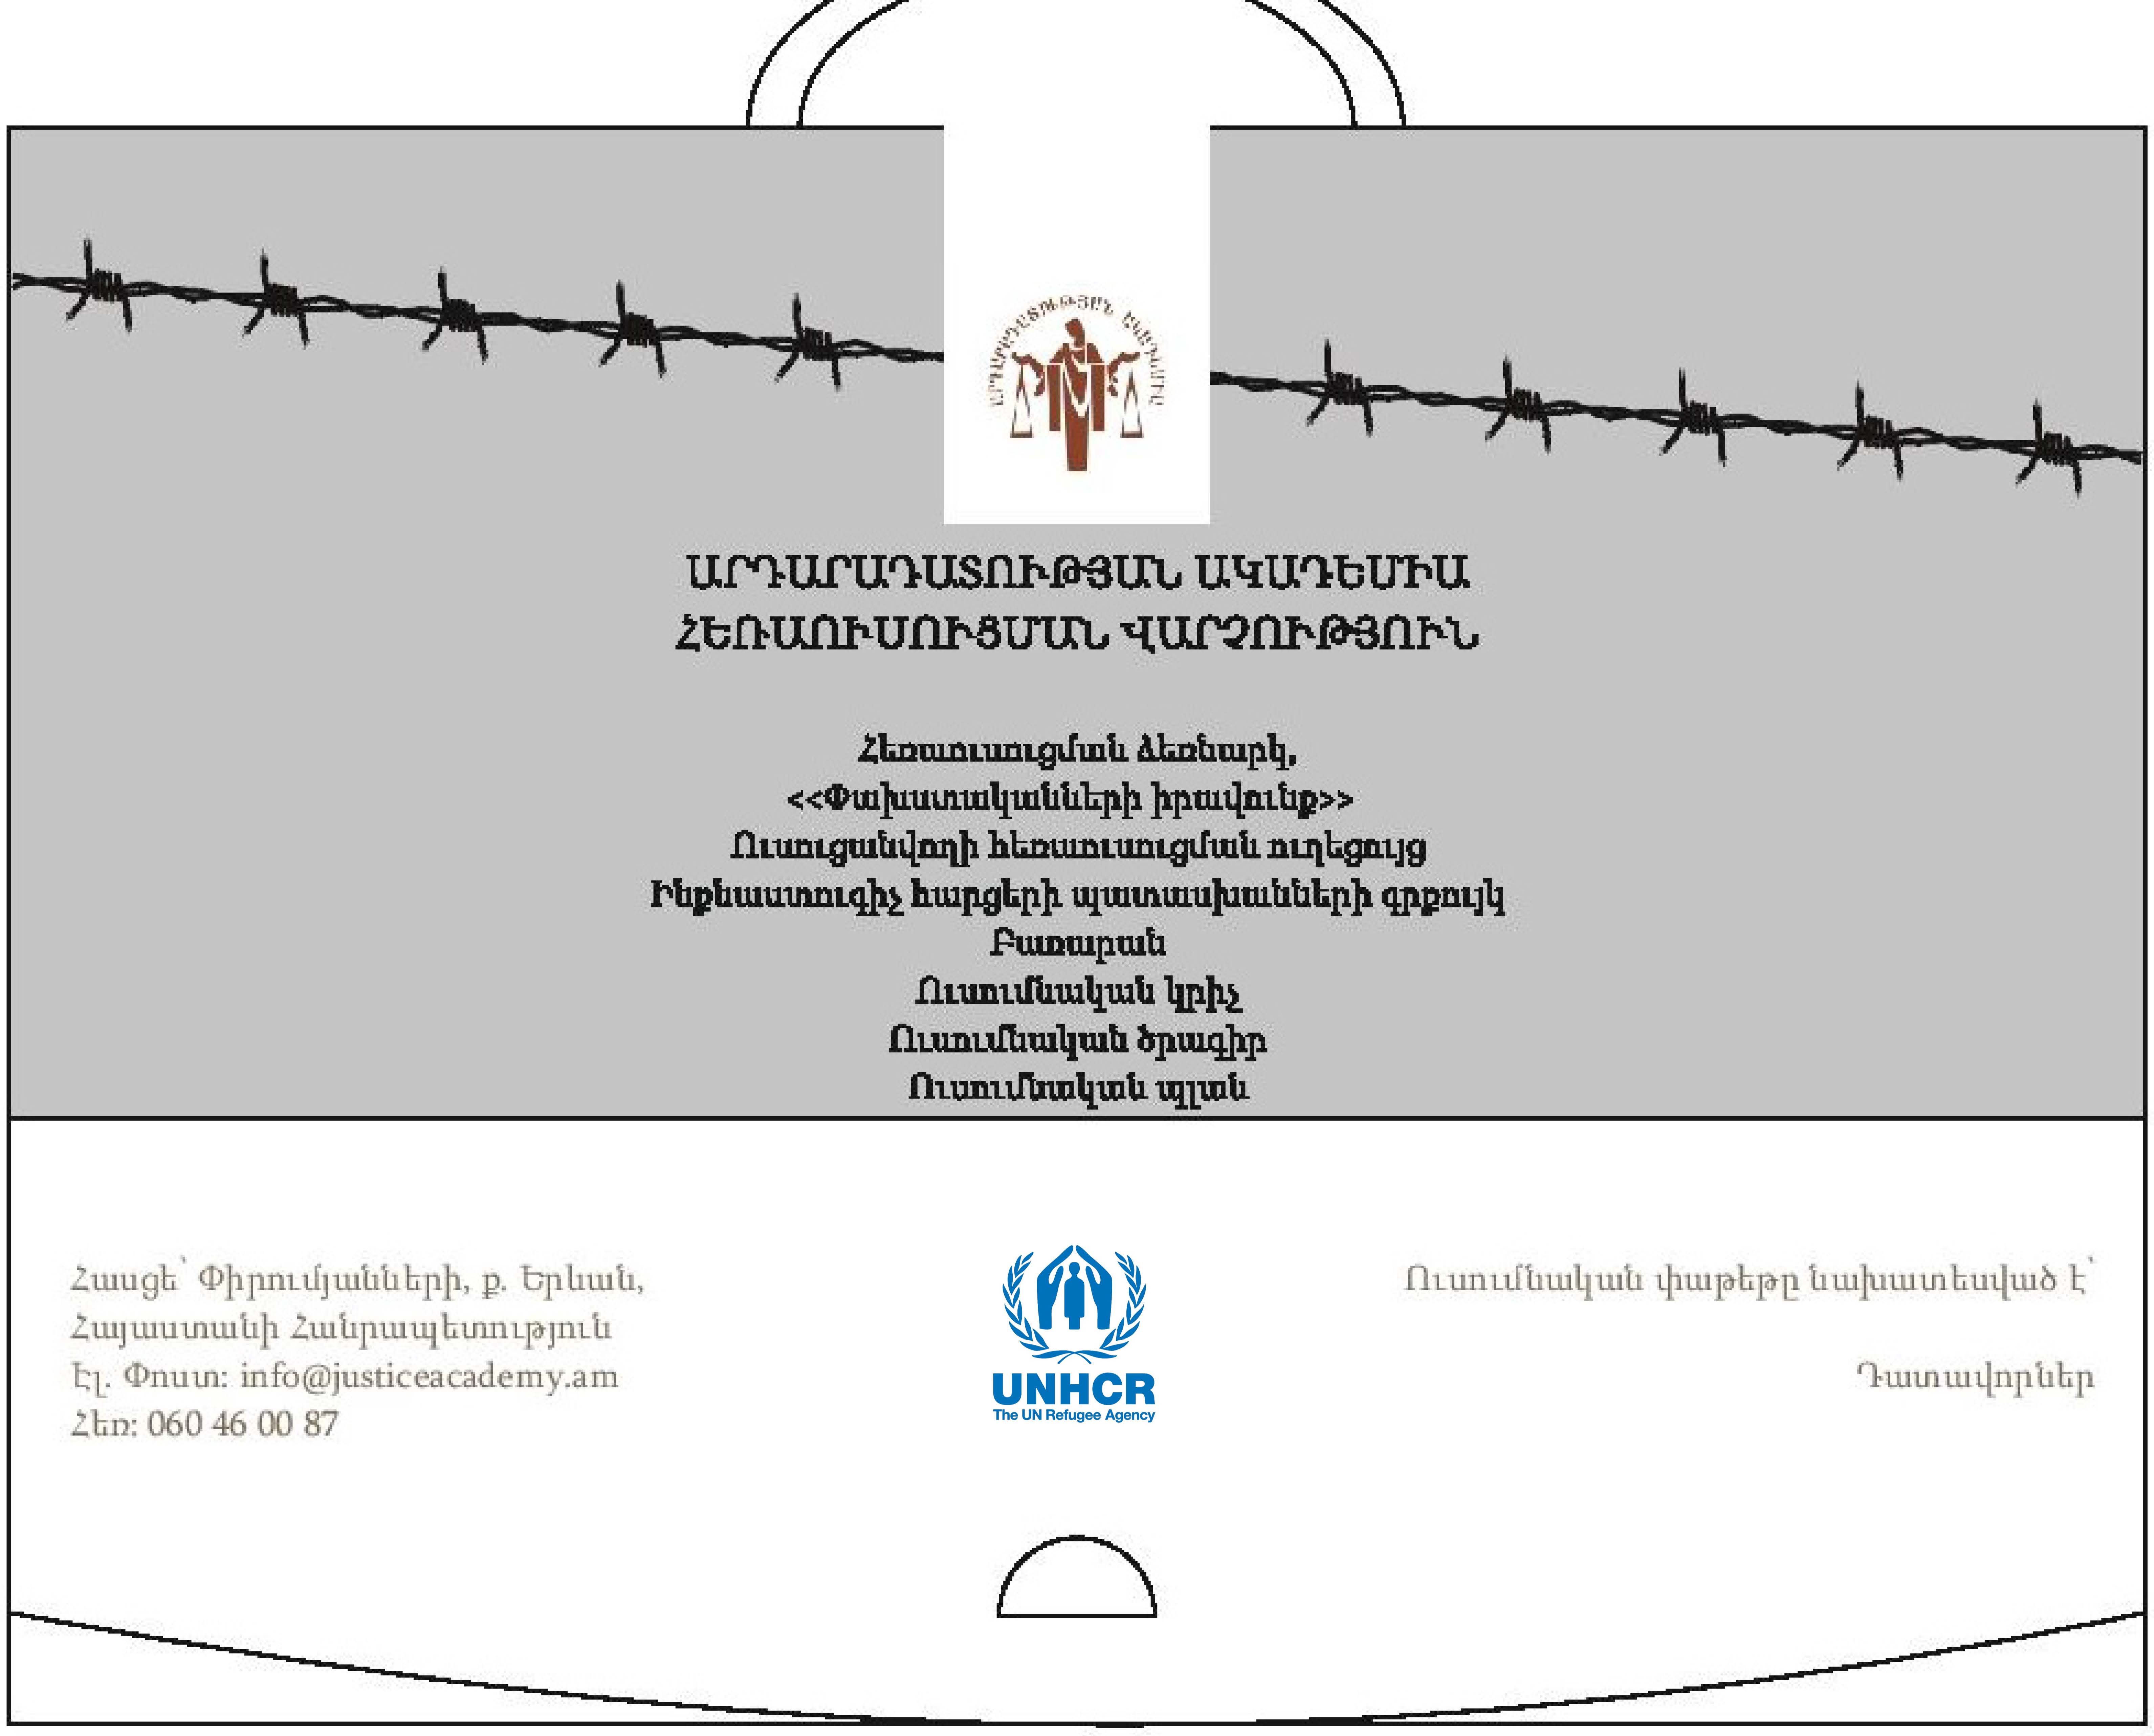 ԱՐԴԱՐԱԴԱՏՈՒԹՅԱՆ ԱԿԱԴԵՄԻԱ
ԱՐԴԱՐԱԴԱՏՈՒԹՅԱՆ ԱԿԱԴԵՄԻԱ
ՀԵՌԱՈՒՍՈՒՑՄԱՆ ՎԱՐՉՈՒԹՅՈՒՆ
Հեռաուսուցման ձեռնարկ,
<<Փախստականների իրավունք>>
Ուսուցանվողի հեռաուսուցման ուղեցույց
Ինքնաստուգիչ հարցերի պատասխանների գրքույկ
Բառարան
Ուսումնական կրիչ
Ուսումնական ծրագիր
Ուսումնական պլան
Հասցե՝ Փիրումյանների, ք. Երևան,
Հայաստանի Հանրապետություն
Էլ. Փոստ: info@justiceacademy.am
Հեռ: 060 46 00 87
UNHCR
The UN Refugee Agency
Ուսումնական փաթեթը նախատեսված է՝
Դատավորներ